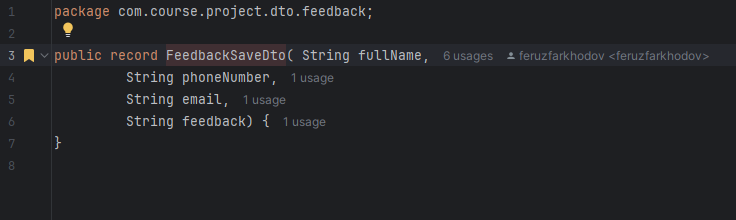 1 package com.course.project.dto.feedback;
2
3 public record FeedbackSaveDto( String fullName, 6 usages feruzfarkhodov <feruzfarkhodov>
4 String phoneNumber, 1 usage
5 String email, 1 usage
6 String feedback) { 1 usage
7 }
8